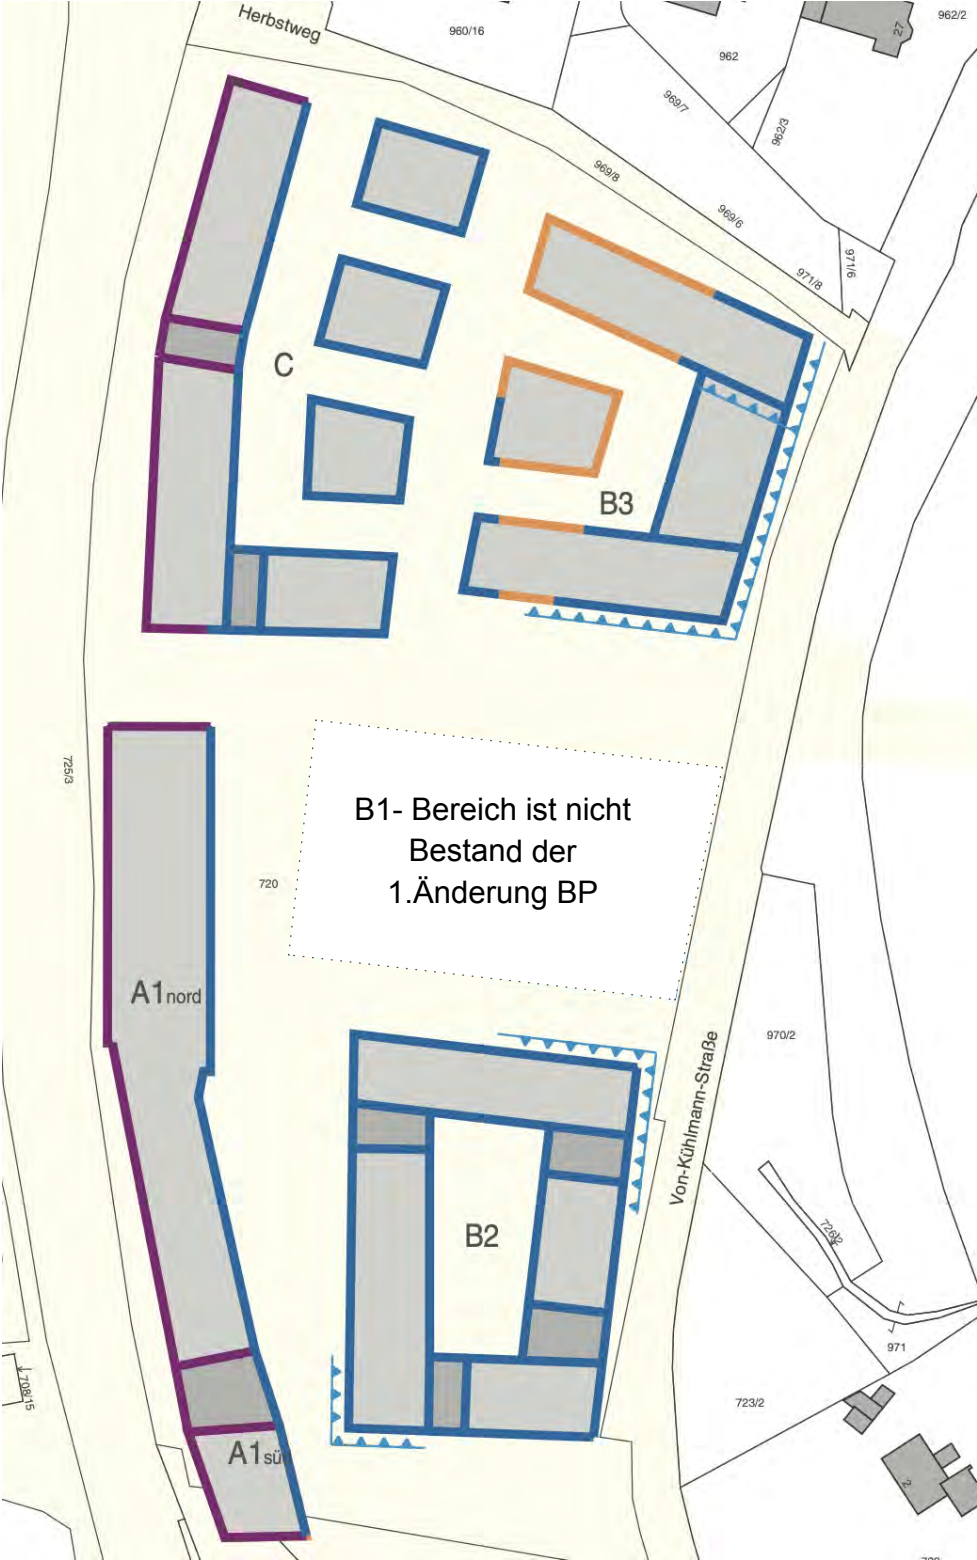 Herbstweg
960/16
962/2
27
962
969/7
962/3
969/8
969/6
971/6
971/8
C
B3
725/3
B1- Bereich ist nicht
Bestand der
1.Änderung BP
720
A1nord
970/2
Von-Kühlmann-Straße
B2
726/2
971
708/15
723/2
A1sü
2